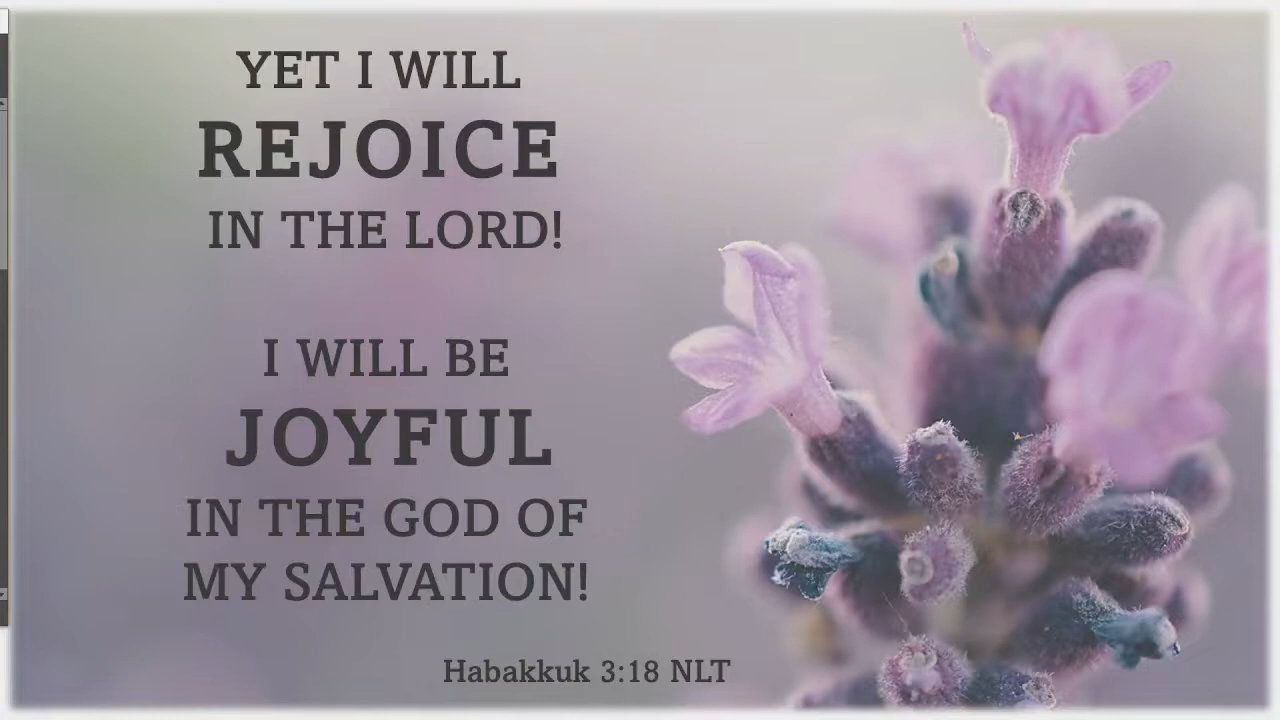 YET I WILL
REJOICE
IN THE LORD!
I WILL BE
JOYFUL
IN THE GOD OF
MY SALVATION!
Habakkuk 3:18 NLT